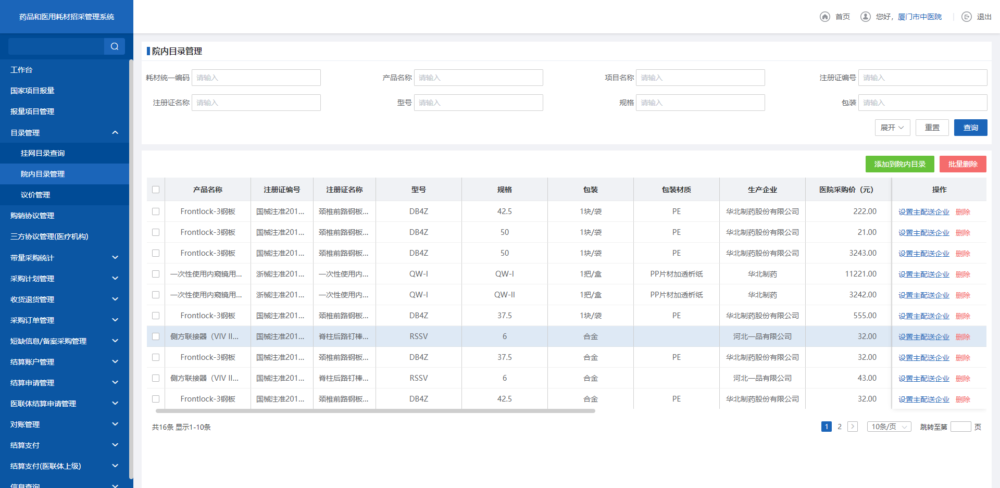 药品和医用耗材招采管理系统
首页 您好，厦门市中医院 退出
工作台
国家项目报量
报量项目管理
目录管理
挂网目录查询
院内目录管理
议价管理
购销协议管理
三方协议管理(医疗机构)
带量采购统计
采购计划管理
收货退货管理
采购订单管理
短缺信息/备案采购管理
结算账户管理
结算申请管理
医联体结算申请管理
对账管理
结算支付
结算支付(医联体上级)
信息查询
院内目录管理
耗材统一编码 请输入 产品名称 请输入 项目名称 请输入 注册证编号 请输入
注册证名称 请输入 型号 请输入 规格 请输入 包装 请输入
展开 重置 查询
添加到院内目录 批量删除
产品名称 注册证编号 注册证名称 型号 规格 包装 包装材质 生产企业 医院采购价（元） 操作
Frontlock-3钢板 国械注准201... 颈椎前路钢板... DB4Z 42.5 1块/袋 PE 华北制药股份有限公司 222.00 设置主配送企业 删除
Frontlock-3钢板 国械注准201... 颈椎前路钢板... DB4Z 50 1块/袋 PE 华北制药股份有限公司 21.00 设置主配送企业 删除
Frontlock-3钢板 国械注准201... 颈椎前路钢板... DB4Z 50 1块/袋 PE 华北制药股份有限公司 3243.00 设置主配送企业 删除
一次性使用内窥镜用... 浙械注准201... 一次性使用内... QW-I QW-I 1把/盒 PP片材加透析纸 华北制药 11221.00 设置主配送企业 删除
一次性使用内窥镜用... 浙械注准201... 一次性使用内... QW-I QW-II 1把/盒 PP片材加透析纸 华北制药 3242.00 设置主配送企业 删除
Frontlock-3钢板 国械注准201... 颈椎前路钢板... DB4Z 37.5 1块/袋 PE 华北制药股份有限公司 555.00 设置主配送企业 删除
侧方联接器（VIV II... 国械注准201... 脊柱后路钉棒... RSSV 6 合金 河北一品有限公司 32.00 设置主配送企业 删除
Frontlock-3钢板 国械注准201... 颈椎前路钢板... DB4Z 37.5 合金 PE 华北制药股份有限公司 32.00 设置主配送企业 删除
侧方联接器（VIV II... 国械注准201... 脊柱后路钉棒... RSSV 6 合金 河北一品有限公司 43.00 设置主配送企业 删除
Frontlock-3钢板 国械注准201... 颈椎前路钢板... DB4Z 42.5 合金 PE 华北制药股份有限公司 32.00 设置主配送企业 删除
共16条 显示1-10条 1 2 10条/页 跳转至第 页